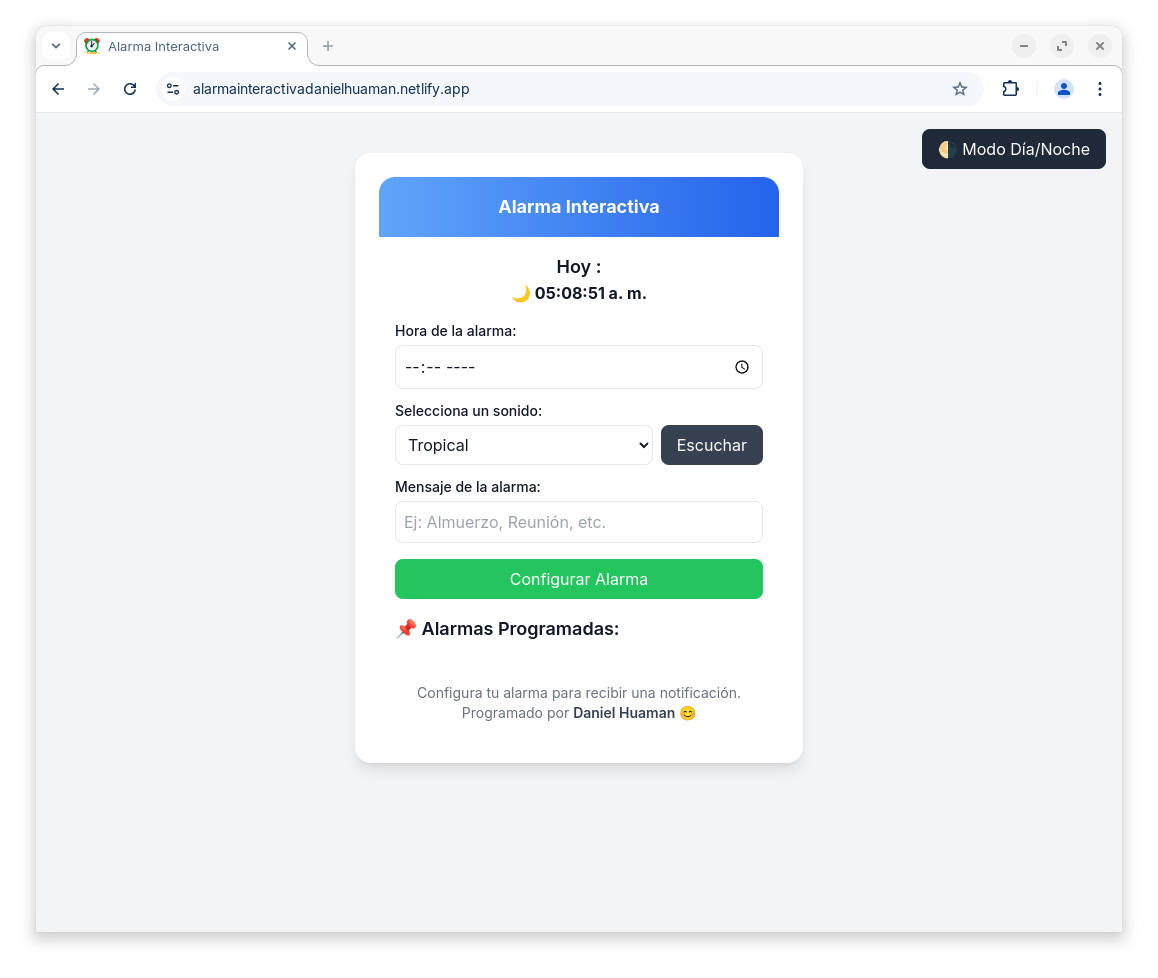 Alarma Interactiva
alarmainteractivadanielhuaman.netlify.app
🌗 Modo Día/Noche
Alarma Interactiva
Hoy :
🌙 05:08:51 a. m.
Hora de la alarma:
--:-- ----
Selecciona un sonido:
Tropical
Escuchar
Mensaje de la alarma:
Ej: Almuerzo, Reunión, etc.
Configurar Alarma
📌 Alarmas Programadas:
Configura tu alarma para recibir una notificación.
Programado por Daniel Huaman 😊